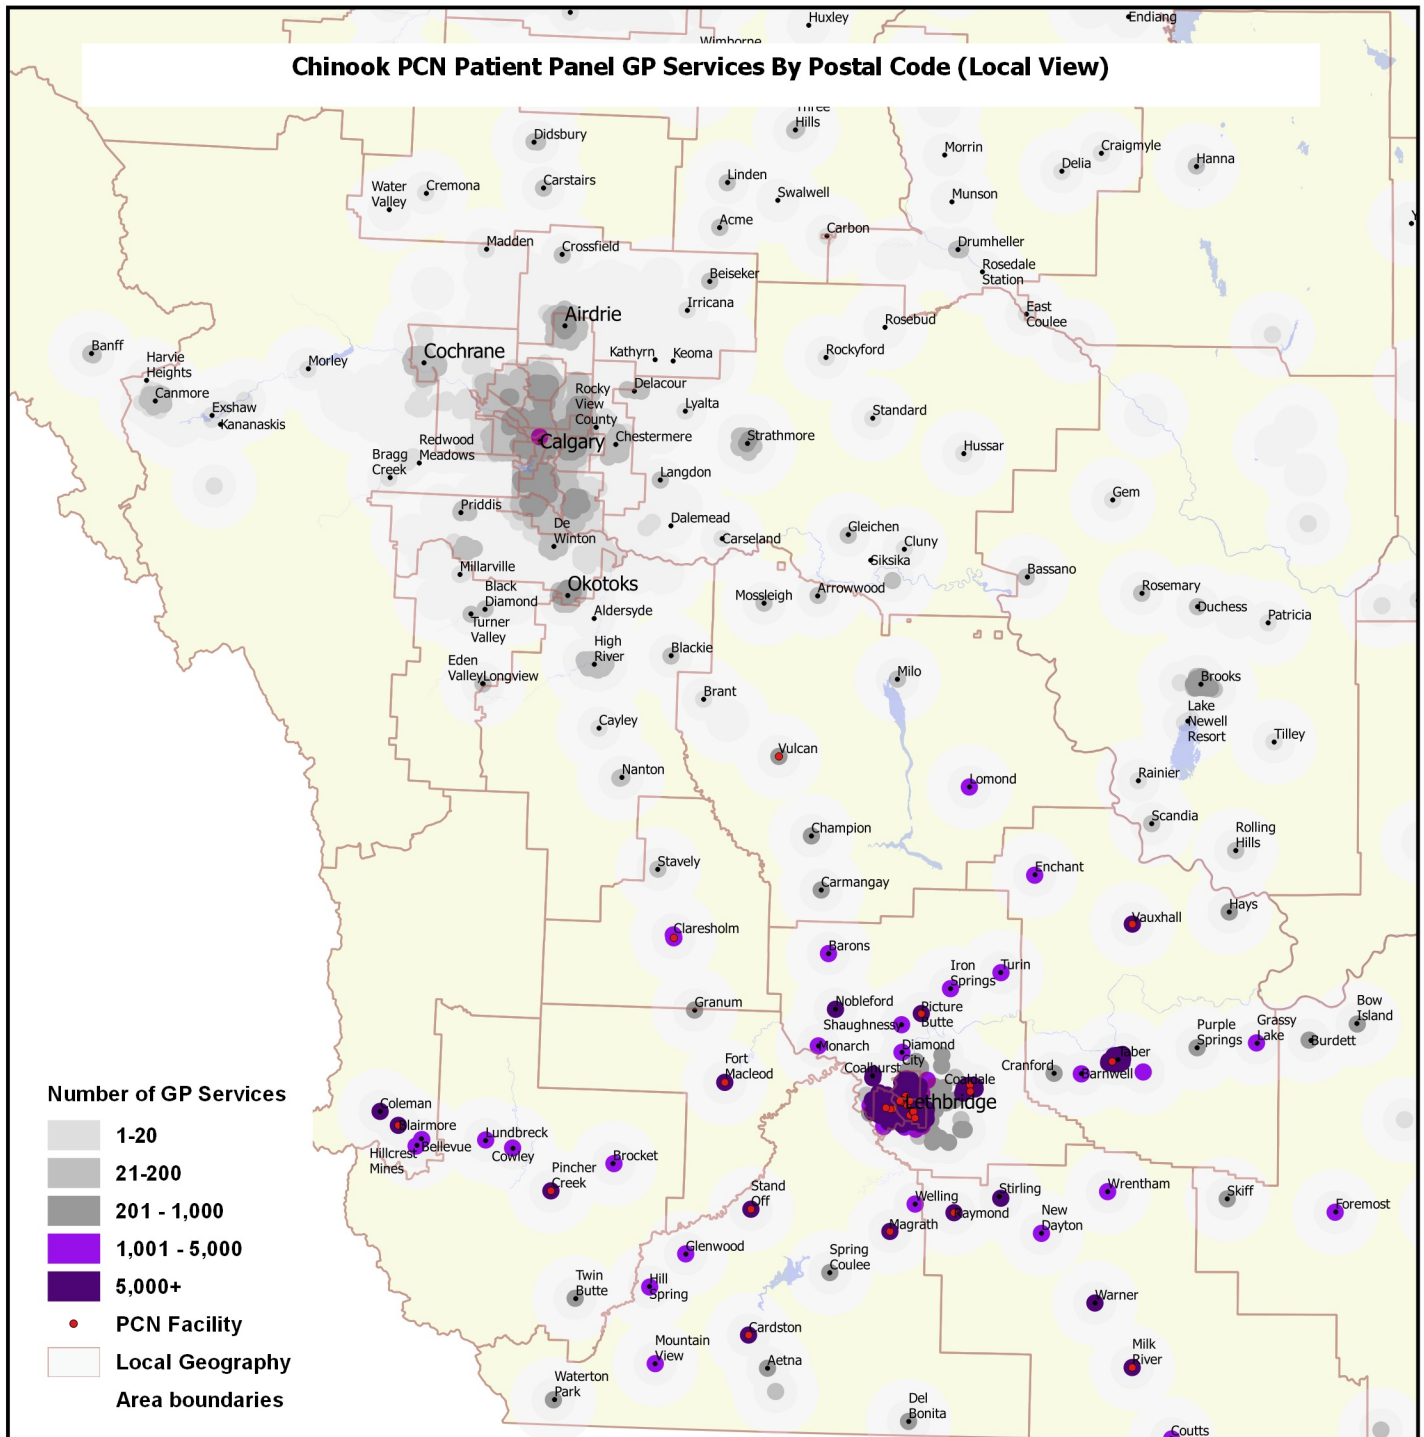 Huxley
Endiang
Wimborne
Chinook PCN Patient Panel GP Services By Postal Code (Local View)
Three
Hills
Didsbury
Morrin
Craigmyle
Delia
Hanna
Water
Valley
Cremona
Carstairs
Linden
Swalwell
Munson
Acme
Carbon
Y
Madden
Crossfield
Drumheller
Rosedale
Station
Beiseker
Irricana
East
Coulee
Airdrie
Rosebud
Banff
Harvie
Heights
Cochrane
Kathyrn
Keoma
Rockyford
Morley
Canmore
Exshaw
Kananaskis
Rocky
View
County
Delacour
Lyalta
Standard
Redwood
Meadows
Bragg
Creek
Calgary
Chestermere
Strathmore
Hussar
Langdon
Gem
Priddis
De
Winton
Dalemead
Carseland
Gleichen
Cluny
Siksika
Millarville
Bassano
Black
Diamond
Okotoks
Mossleigh
Arrowwood
Rosemary
Duchess
Patricia
Turner
Valley
Aldersyde
High
River
Blackie
Eden
Valley
Longview
Brant
Milo
Brooks
Lake
Newell
Resort
Cayley
Vulcan
Tilley
Nanton
Lomond
Rainier
Scandia
Champion
Rolling
Hills
Stavely
Carmangay
Enchant
Hays
Claresholm
Vauxhall
Barons
Iron
Springs
Turin
Granum
Nobleford
Picture
Butte
Shaughnessy
Bow
Island
Purple
Springs
Grassy
Lake
Burdett
Monarch
Diamond
City
Fort
Macleod
Coalhurst
Coaldale
Cranford
Barnwell
Taber
Lethbridge
Number of GP Services
1-20
21-200
201 - 1,000
1,001 - 5,000
5,000+
PCN Facility
Local Geography
Area boundaries
Coleman
Blairmore
Hillcrest
Mines
Bellevue
Lundbreck
Cowley
Pincher
Creek
Brocket
Stand
Off
Welling
Stirling
Raymond
Magrath
New
Dayton
Wrentham
Skiff
Foremost
Glenwood
Hill
Spring
Spring
Coulee
Twin
Butte
Warner
Cardston
Mountain
View
Aetna
Milk
River
Waterton
Park
Del
Bonita
Coutts